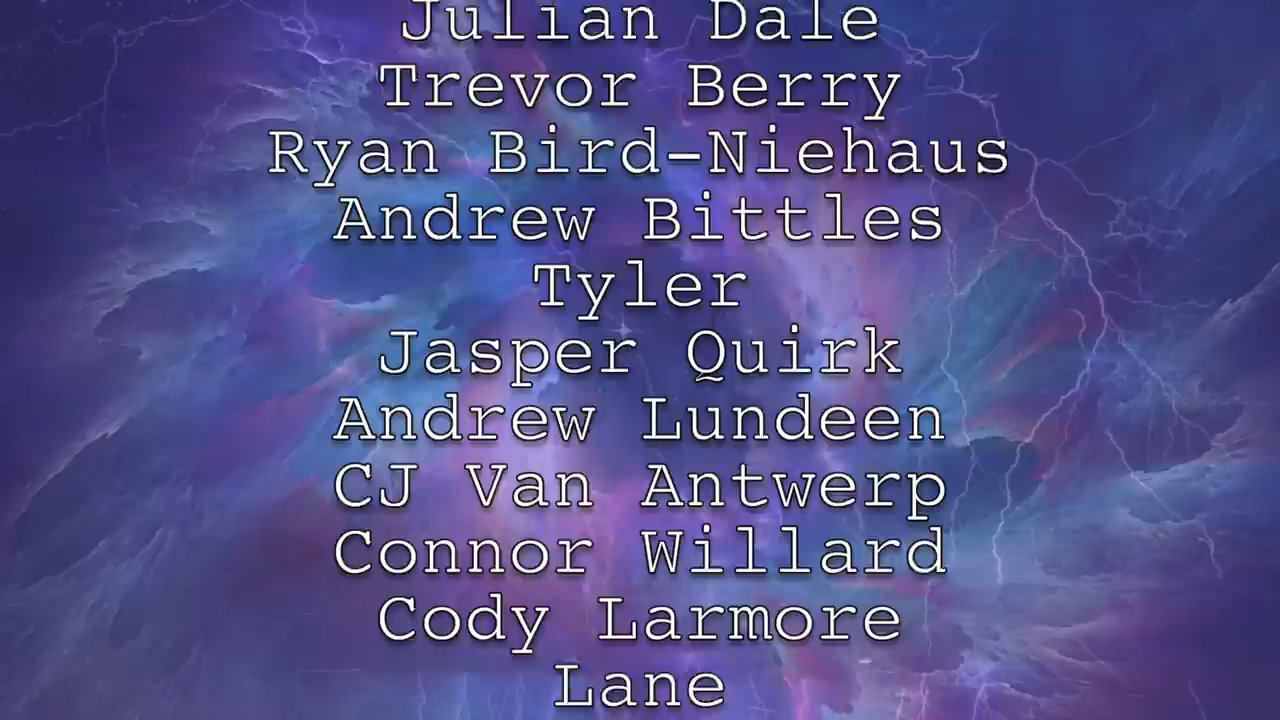 Julian Dale
Trevor Berry
Ryan Bird-Niehaus
Andrew Bittles
Tyler
Jasper Quirk
Andrew Lundeen
CJ Van Antwerp
Connor Willard
Cody Larmore
Lane